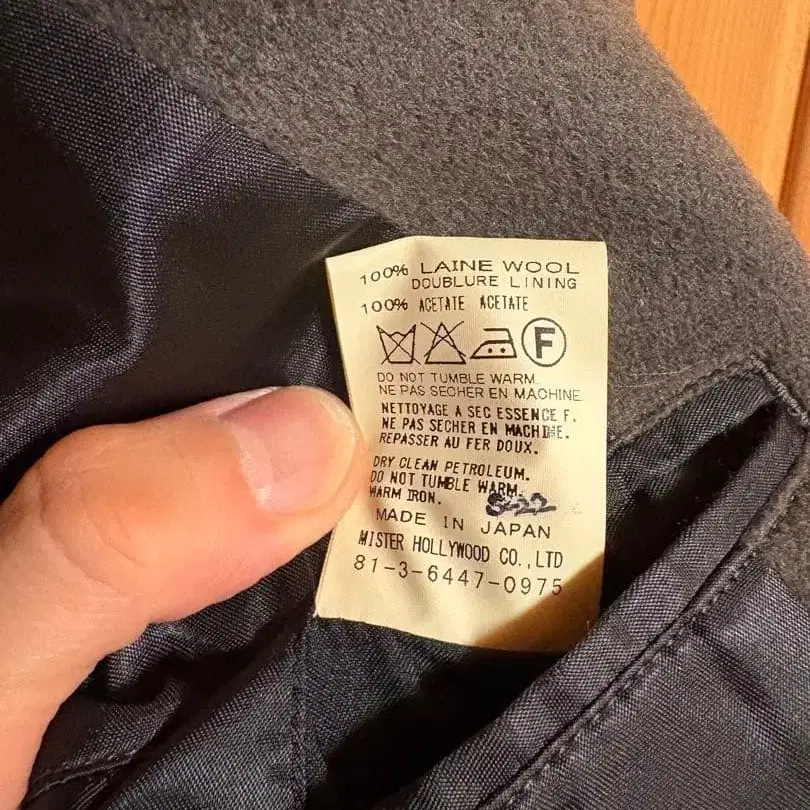 100% LAINE WOOL
DOUBLURE LINING
100% ACETATE ACETATE
F
DO NOT TUMBLE WARM.
NE PAS SECHER EN MACHINE
NETTOYAGE A SEC ESSENCE F.
NE PAS SECHER EN MACHINE.
REPASSER AU FER DOUX.
DRY CLEAN PETROLEUM.
DO NOT TUMBLE WARM.
WARM IRON.
MADE IN JAPAN
MISTER HOLLYWOOD CO.,LTD
81-3-6447-0975